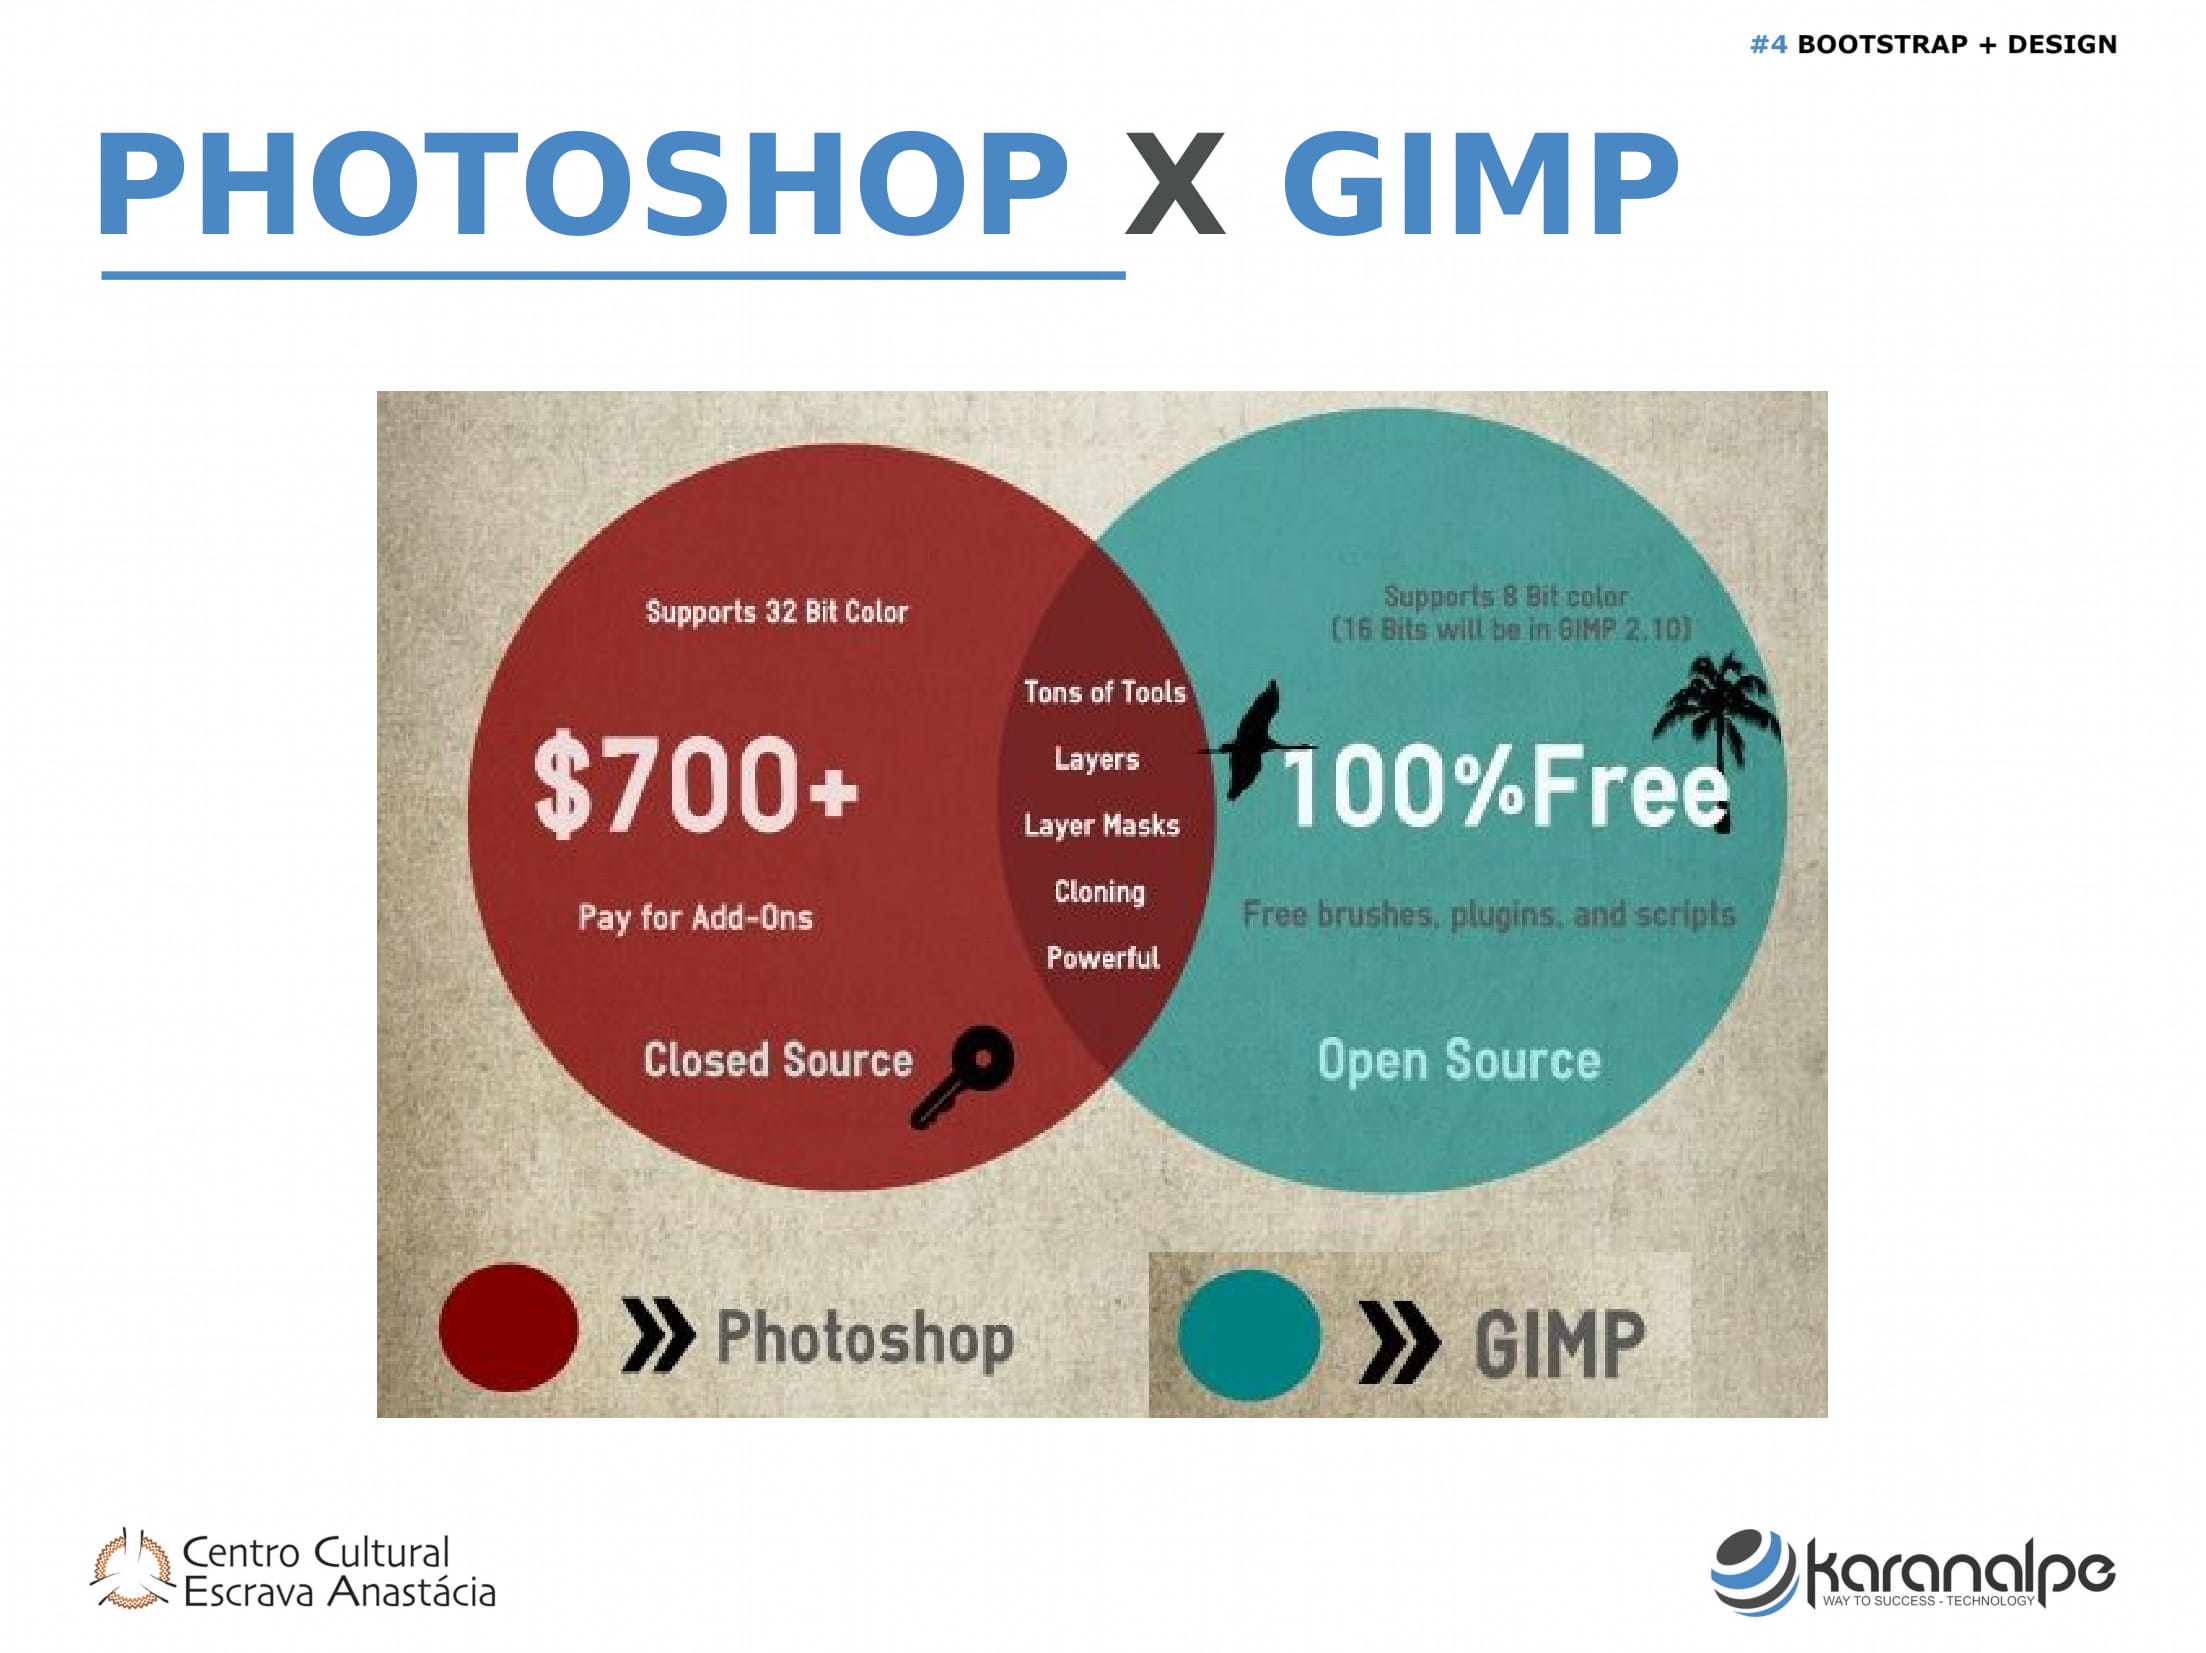 #4 BOOTSTRAP + DESIGN
PHOTOSHOP X GIMP
Supports 32 Bit Color
$700+
Pay for Add-Ons
Closed Source
Tons of Tools
Layers
Layer Masks
Cloning
Powerful
Supports 8 Bit color
(16 Bits will be in GIMP 2.10)
100%Free
Free brushes, plugins, and scripts
Open Source
Photoshop
GIMP
Centro Cultural
Escrava Anastácia
karanalpe
WAY TO SUCCESS - TECHNOLOGY